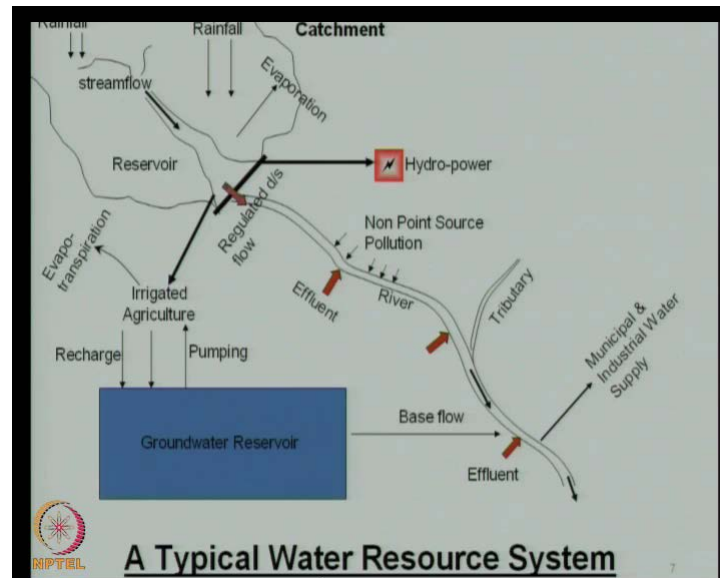 Rainfall
Rainfall
Catchment
streamflow
Evaporation
Reservoir
Hydro-power
Regulated d/s
flow
Non Point Source
Pollution
Evapo-
transpiration
Irrigated
Agriculture
Effluent
River
Tributary
Municipal &
Industrial Water
Supply
Recharge
Pumping
Groundwater Reservoir
Base flow
Effluent
NPTEL
A Typical Water Resource System
7